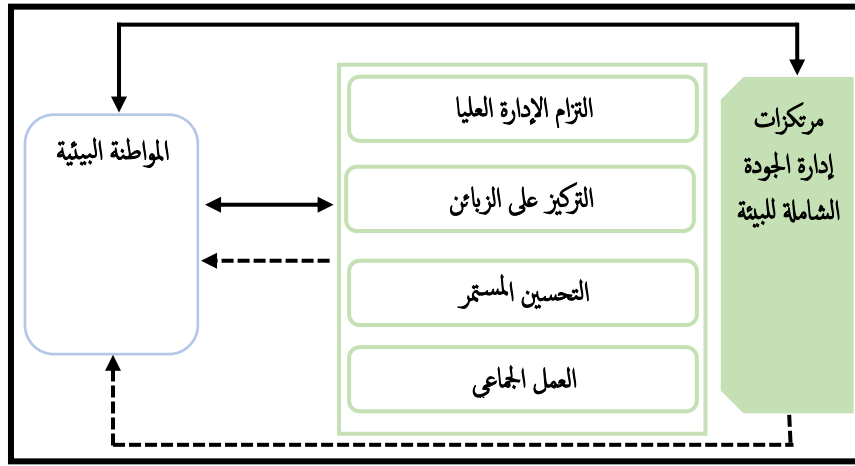 مرتكزات
إدارة الجودة
الشاملة للبيئة
التزام الإدارة العليا
التركيز على الزبائن
التحسين المستمر
العمل الجماعي
المواطنة البيئية